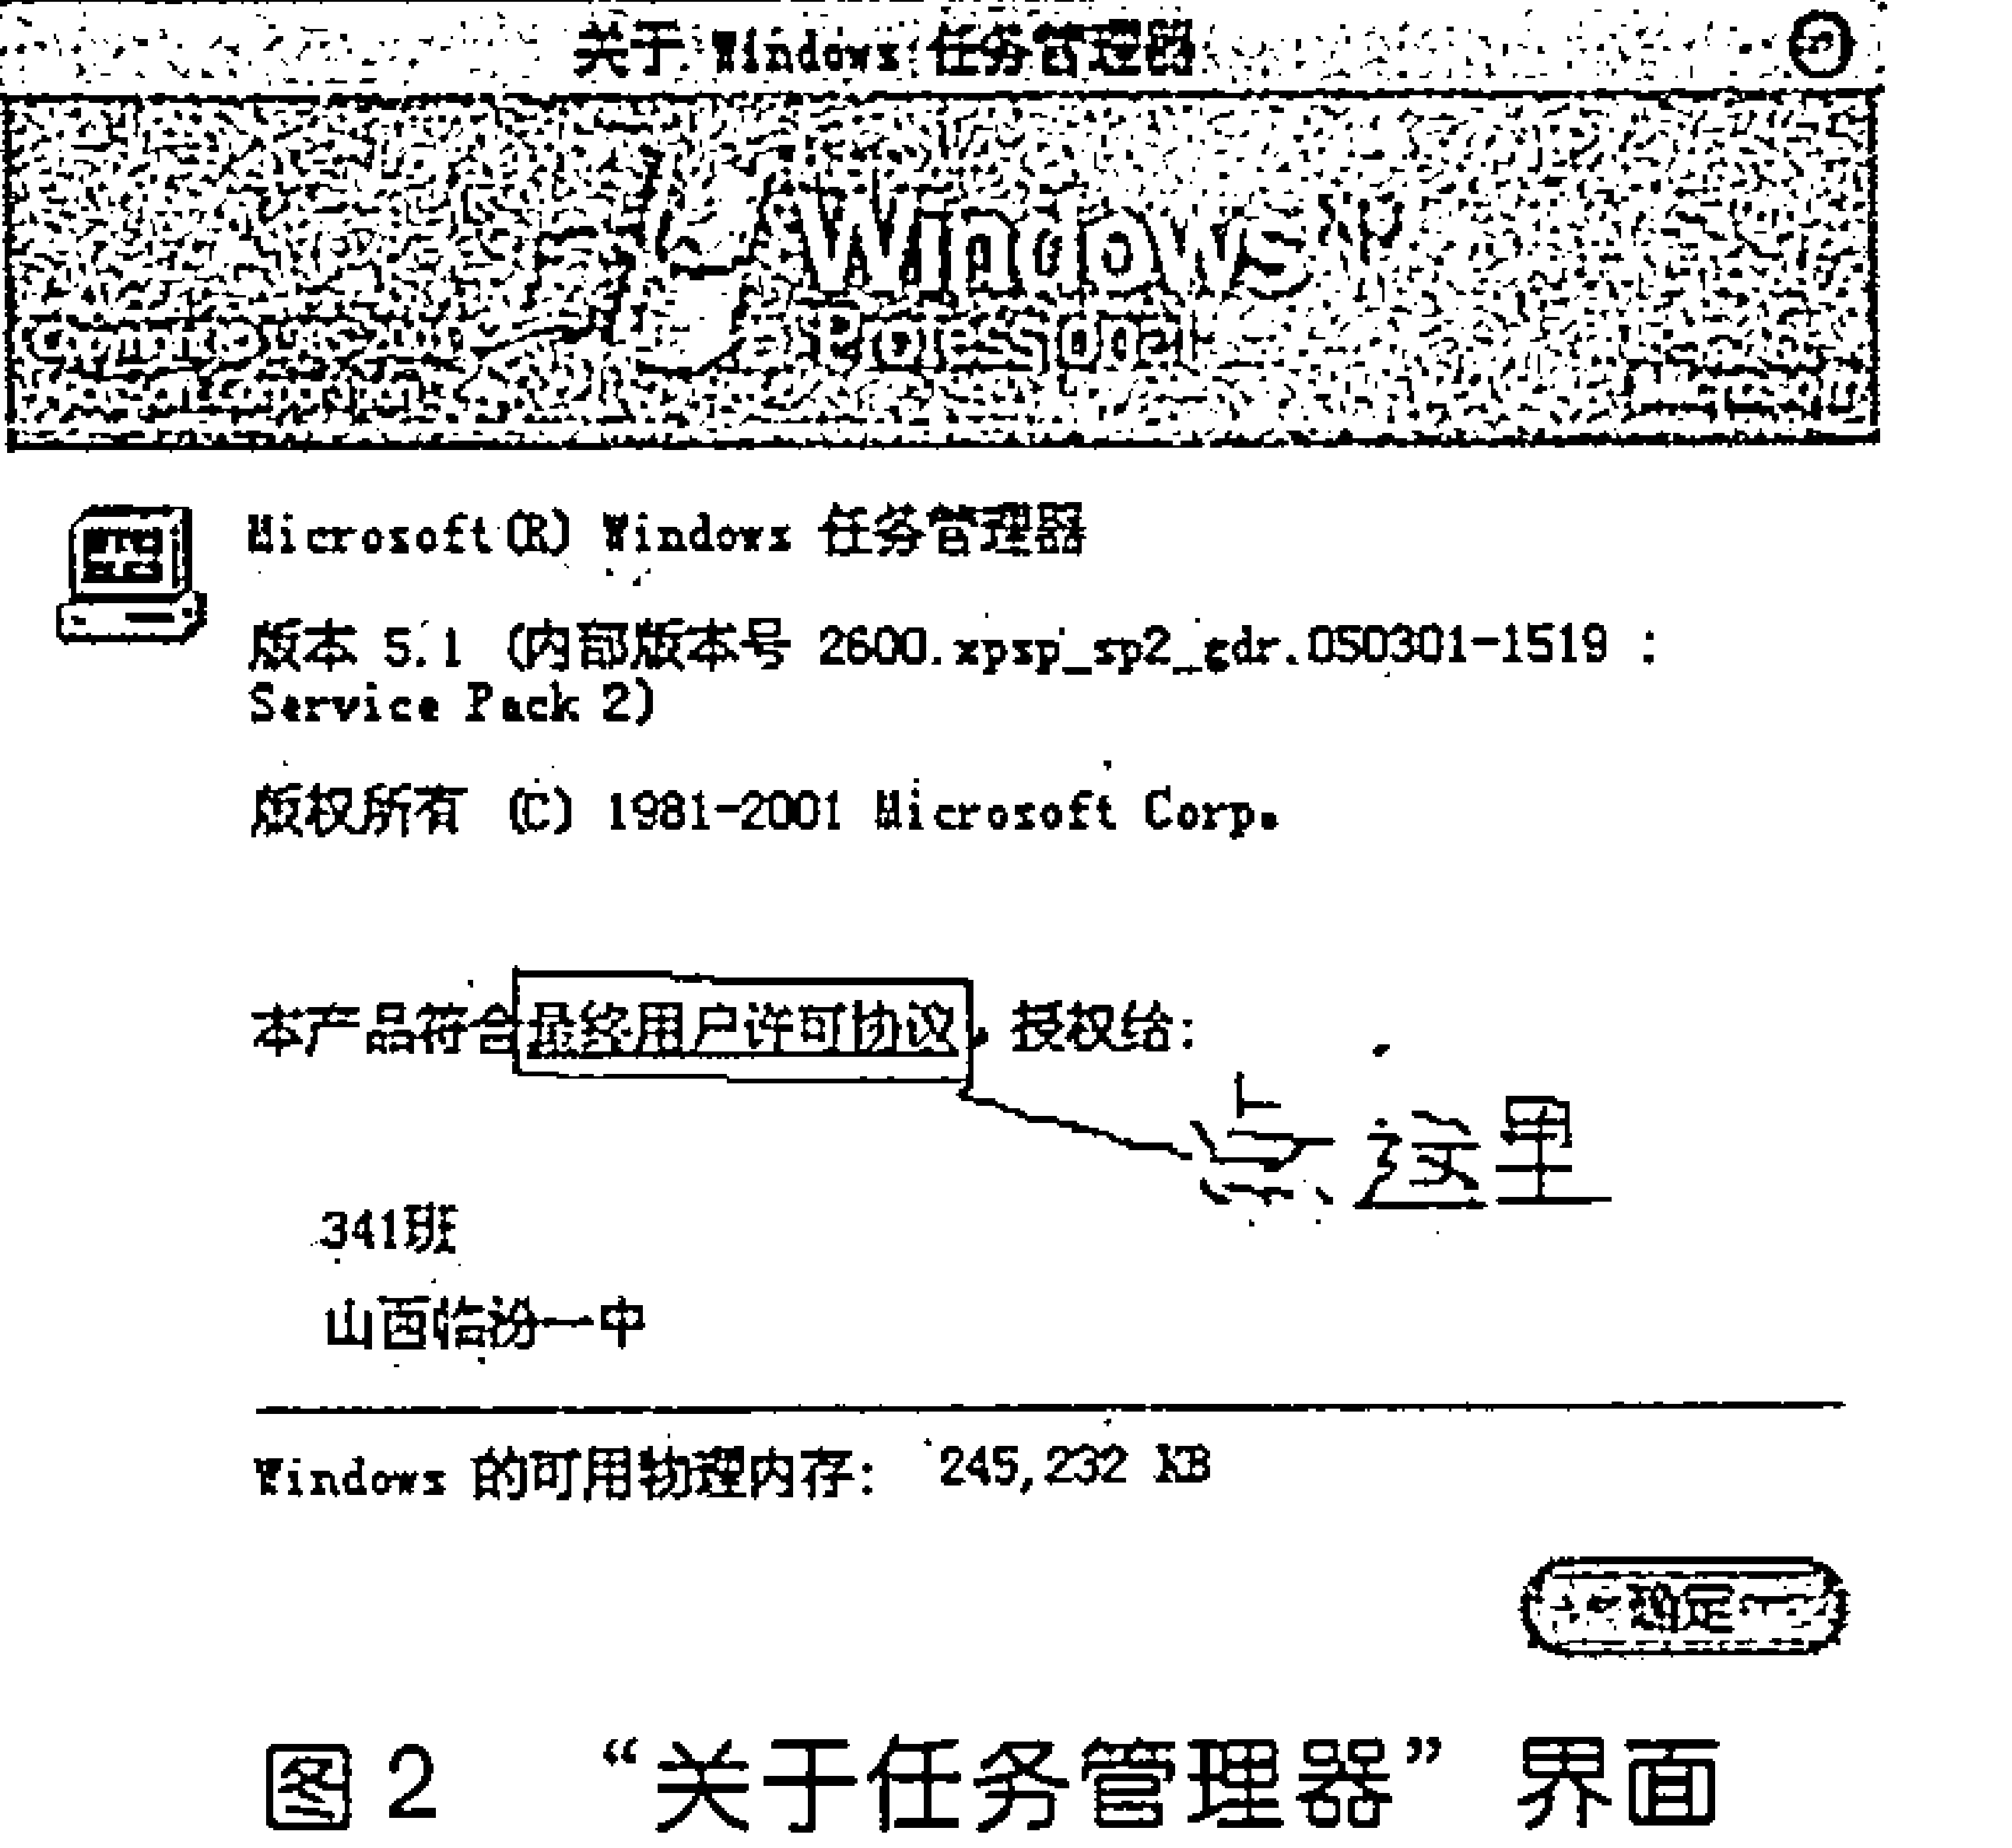 关于 Windows 任务管理器
Windows
Professional
Microsoft(R) Windows 任务管理器
版本 5.1 (内部版本号 2600.xpsp_sp2_gdr.050301-1519 :
Service Pack 2)
版权所有 (C) 1981-2001 Microsoft Corp.
本产品符合最终用户许可协议，授权给:
点这里
341班
山西临汾一中
Windows 的可用物理内存: 245,232 KB
确定
图2 “关于任务管理器” 界面